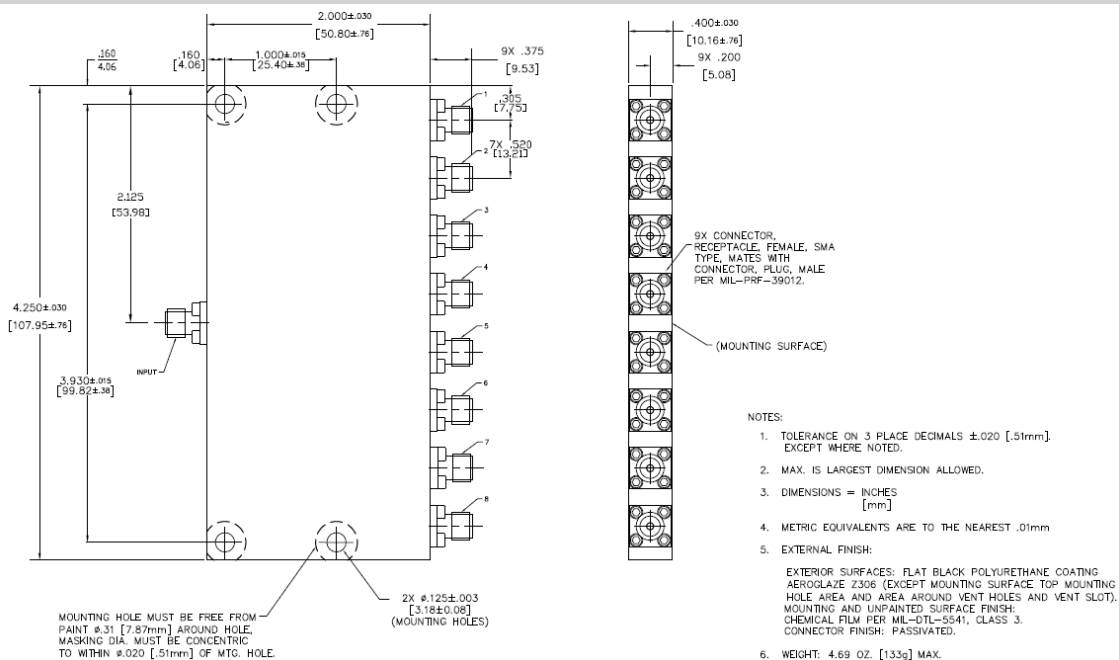 2.000±.030
[50.80±.76]
.160
4.06
.160
[4.06]
1.000±.015
[25.40±.38]
9X .375
[9.53]
.305
[7.75]
7X .520
[13.21]
2.125
[53.98]
4.250±.030
[107.95±.76]
3.930±.015
[99.82±.38]
INPUT
1
2
3
4
5
6
7
8
2X ø.125±.003
[3.18±0.08]
(MOUNTING HOLES)
MOUNTING HOLE MUST BE FREE FROM
PAINT ø.31 [7.87mm] AROUND HOLE,
MASKING DIA. MUST BE CONCENTRIC
TO WITHIN ø.020 [.51mm] OF MTG. HOLE.
.400±.030
[10.16±.76]
9X .200
[5.08]
9X CONNECTOR,
RECEPTACLE, FEMALE, SMA
TYPE, MATES WITH
CONNECTOR, PLUG, MALE
PER MIL-PRF-39012.
(MOUNTING SURFACE)
NOTES:
1. TOLERANCE ON 3 PLACE DECIMALS ±.020 [.51mm].
EXCEPT WHERE NOTED.
2. MAX. IS LARGEST DIMENSION ALLOWED.
3. DIMENSIONS = INCHES
[mm]
4. METRIC EQUIVALENTS ARE TO THE NEAREST .01mm
5. EXTERNAL FINISH:
EXTERIOR SURFACES: FLAT BLACK POLYURETHANE COATING
AEROGLAZE Z306 (EXCEPT MOUNTING SURFACE TOP MOUNTING
HOLE AREA AND AREA AROUND VENT HOLES AND VENT SLOT).
MOUNTING AND UNPAINTED SURFACE FINISH:
CHEMICAL FILM PER MIL-DTL-5541, CLASS 3.
CONNECTOR FINISH: PASSIVATED.
6. WEIGHT: 4.69 OZ. [133g] MAX.